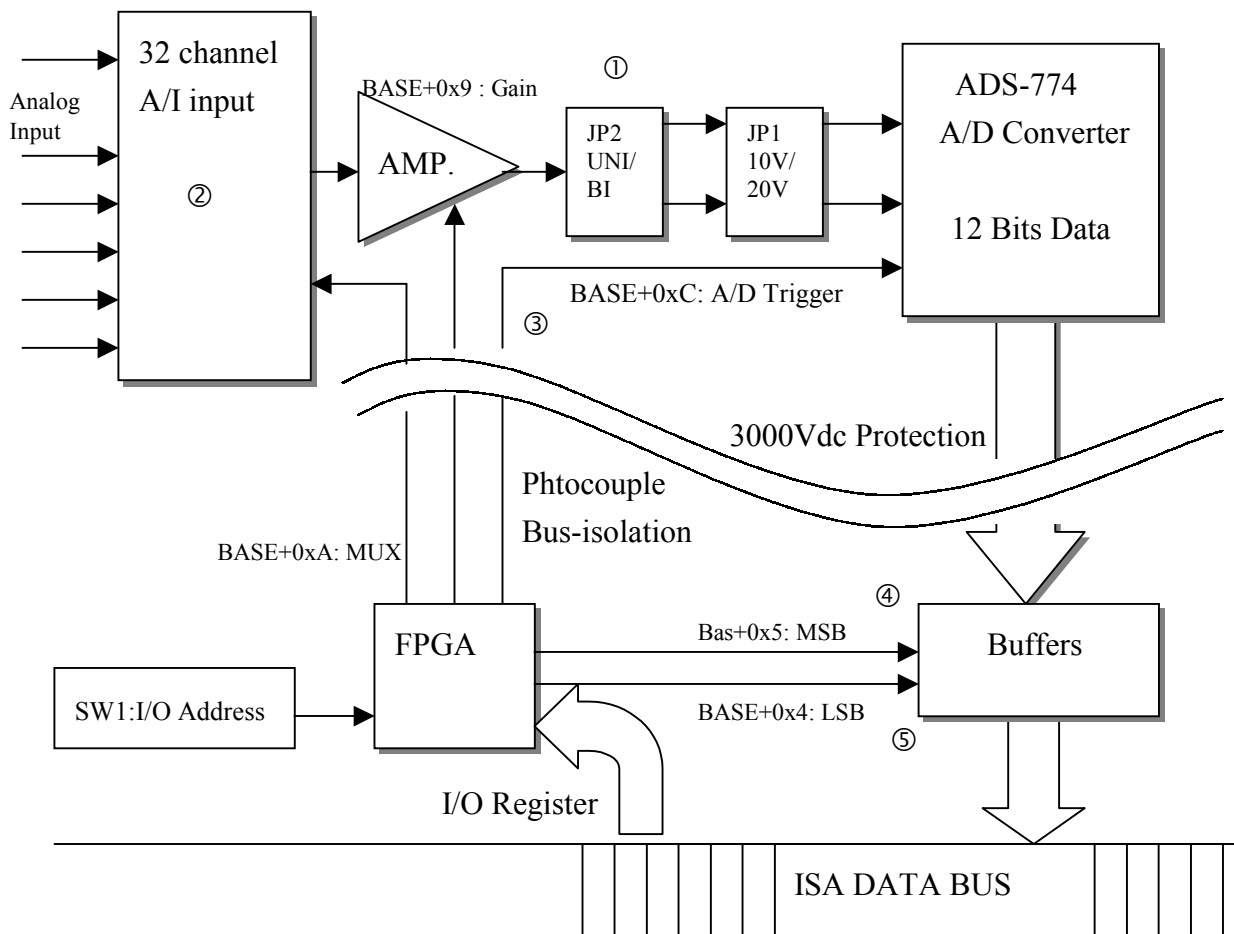 32 channel
A/I input
②
Analog
Input
BASE+0x9 : Gain
AMP.
①
JP2
UNI/
BI
JP1
10V/
20V
ADS-774
A/D Converter
12 Bits Data
BASE+0xC: A/D Trigger
③
3000Vdc Protection
Phtocouple
Bus-isolation
BASE+0xA: MUX
④
FPGA
Bas+0x5: MSB
Buffers
SW1:I/O Address
BASE+0x4: LSB
⑤
I/O Register
ISA DATA BUS